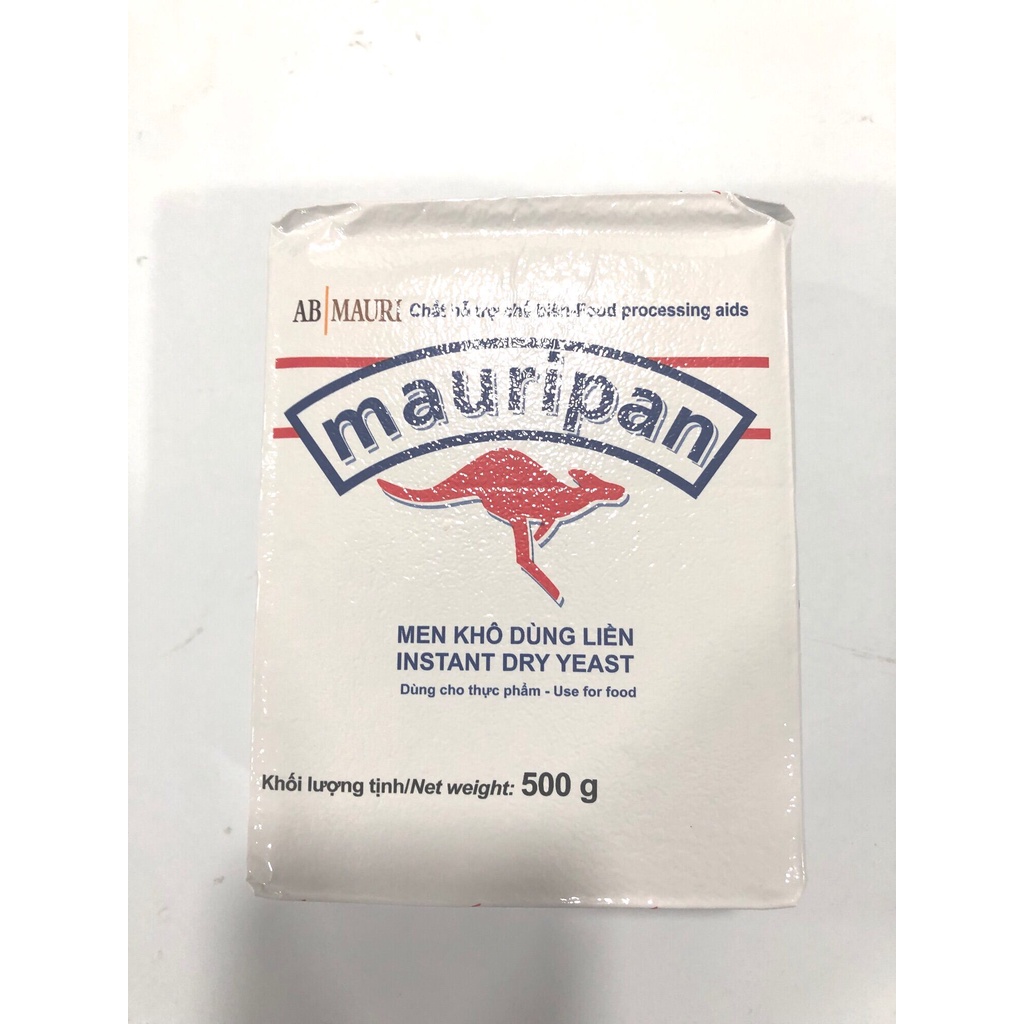 AB MAURI Chất hỗ trợ chế biến-Food processing aids
mauripan
MEN KHÔ DÙNG LIỀN
INSTANT DRY YEAST
Dùng cho thực phẩm - Use for food
Khối lượng tịnh/Net weight: 500 g